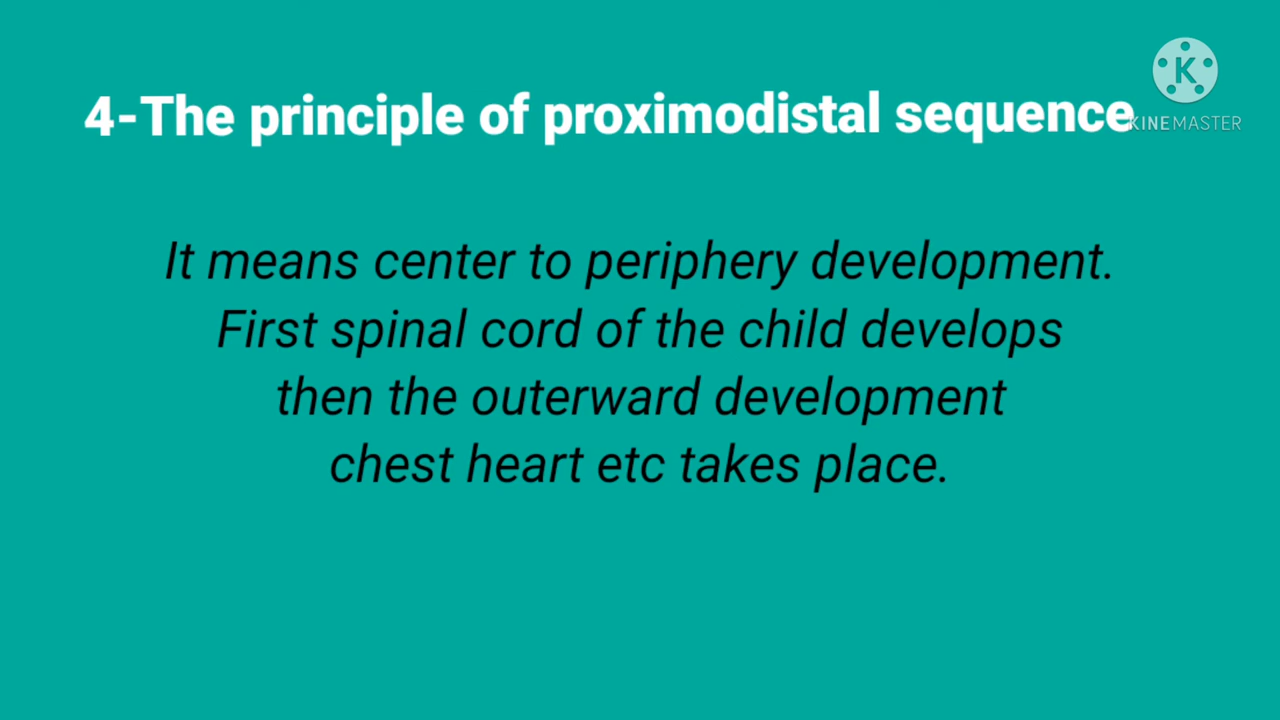 4-The principle of proximodistal sequence
K
KINEMASTER
It means center to periphery development.
First spinal cord of the child develops
then the outerward development
chest heart etc takes place.